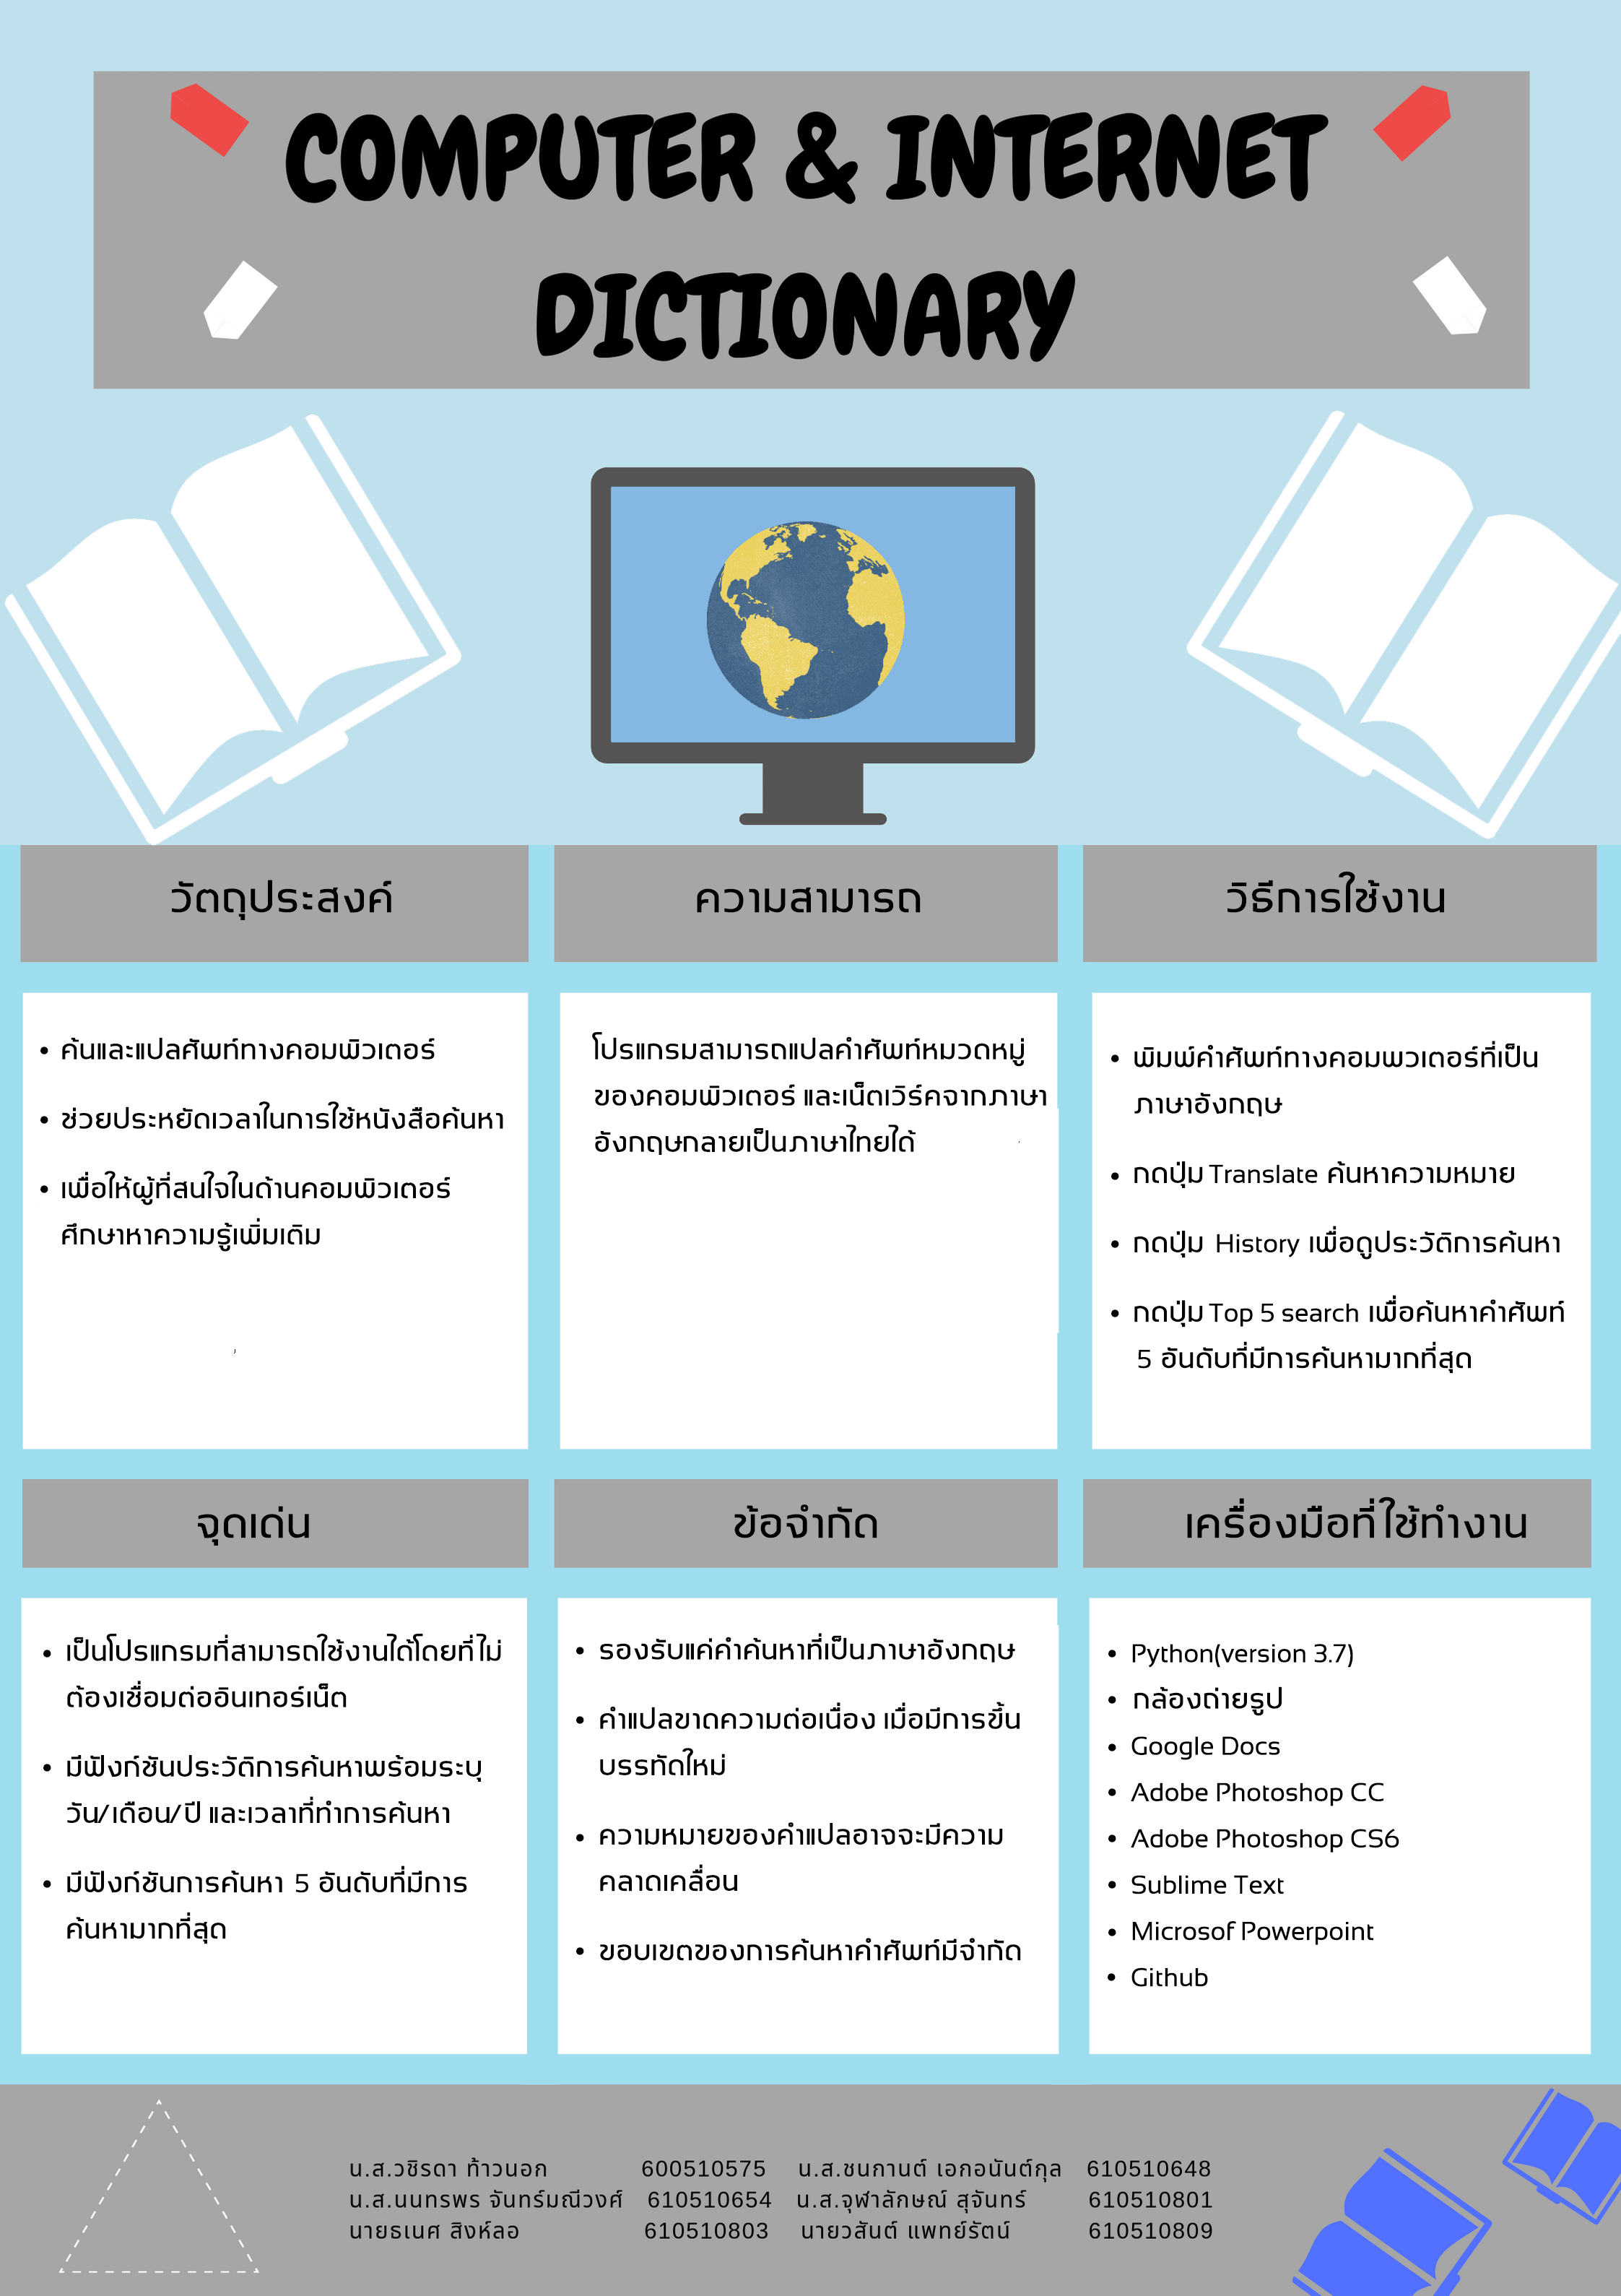 COMPUTER & INTERNET
DICTIONARY
วัตถุประสงค์
• ค้นและแปลศัพท์ทางคอมพิวเตอร์
• ช่วยประหยัดเวลาในการใช้หนังสือค้นหา
• เพื่อให้ผู้ที่สนใจในด้านคอมพิวเตอร์
ศึกษาหาความรู้เพิ่มเติม
ความสามารถ
โปรแกรมสามารถแปลคำศัพท์หมวดหมู่
ของคอมพิวเตอร์ และเน็ตเวิร์คจากภาษา
อังกฤษกลายเป็นภาษาไทยได้
วิธีการใช้งาน
• พิมพ์คำศัพท์ทางคอมพวเตอร์ที่เป็น
ภาษาอังกฤษ
• กดปุ่ม Translate ค้นหาความหมาย
• กดปุ่ม History เพื่อดูประวัติการค้นหา
• กดปุ่ม Top 5 search เพื่อค้นหาคำศัพท์
5 อันดับที่มีการค้นหามากที่สุด
จุดเด่น
• เป็นโปรแกรมที่สามารถใช้งานได้โดยที่ไม่
ต้องเชื่อมต่ออินเทอร์เน็ต
• มีฟังก์ชันประวัติการค้นหาพร้อมระบุ
วัน/เดือน/ปี และเวลาที่ทำการค้นหา
• มีฟังก์ชันการค้นหา 5 อันดับที่มีการ
ค้นหามากที่สุด
ข้อจำกัด
• รองรับแค่คำค้นหาที่เป็นภาษาอังกฤษ
• คำแปลขาดความต่อเนื่อง เมื่อมีการขึ้น
บรรทัดใหม่
• ความหมายของคำแปลอาจจะมีความ
คลาดเคลื่อน
• ขอบเขตของการค้นหาคำศัพท์มีจำกัด
เครื่องมือที่ใช้ทำงาน
• Python(version 3.7)
• กล้องถ่ายรูป
• Google Docs
• Adobe Photoshop CC
• Adobe Photoshop CS6
• Sublime Text
• Microsof Powerpoint
• Github
น.ส.วชิรดา ท้าวนอก 600510575 น.ส.ชนกานต์ เอกอนันต์กุล 610510648
น.ส.นนทรพร จันทร์มณีวงศ์ 610510654 น.ส.จุฬาลักษณ์ สุจันทร์ 610510801
นายธเนศ สิงห์ลอ 610510803 นายวสันต์ แพทย์รัตน์ 610510809